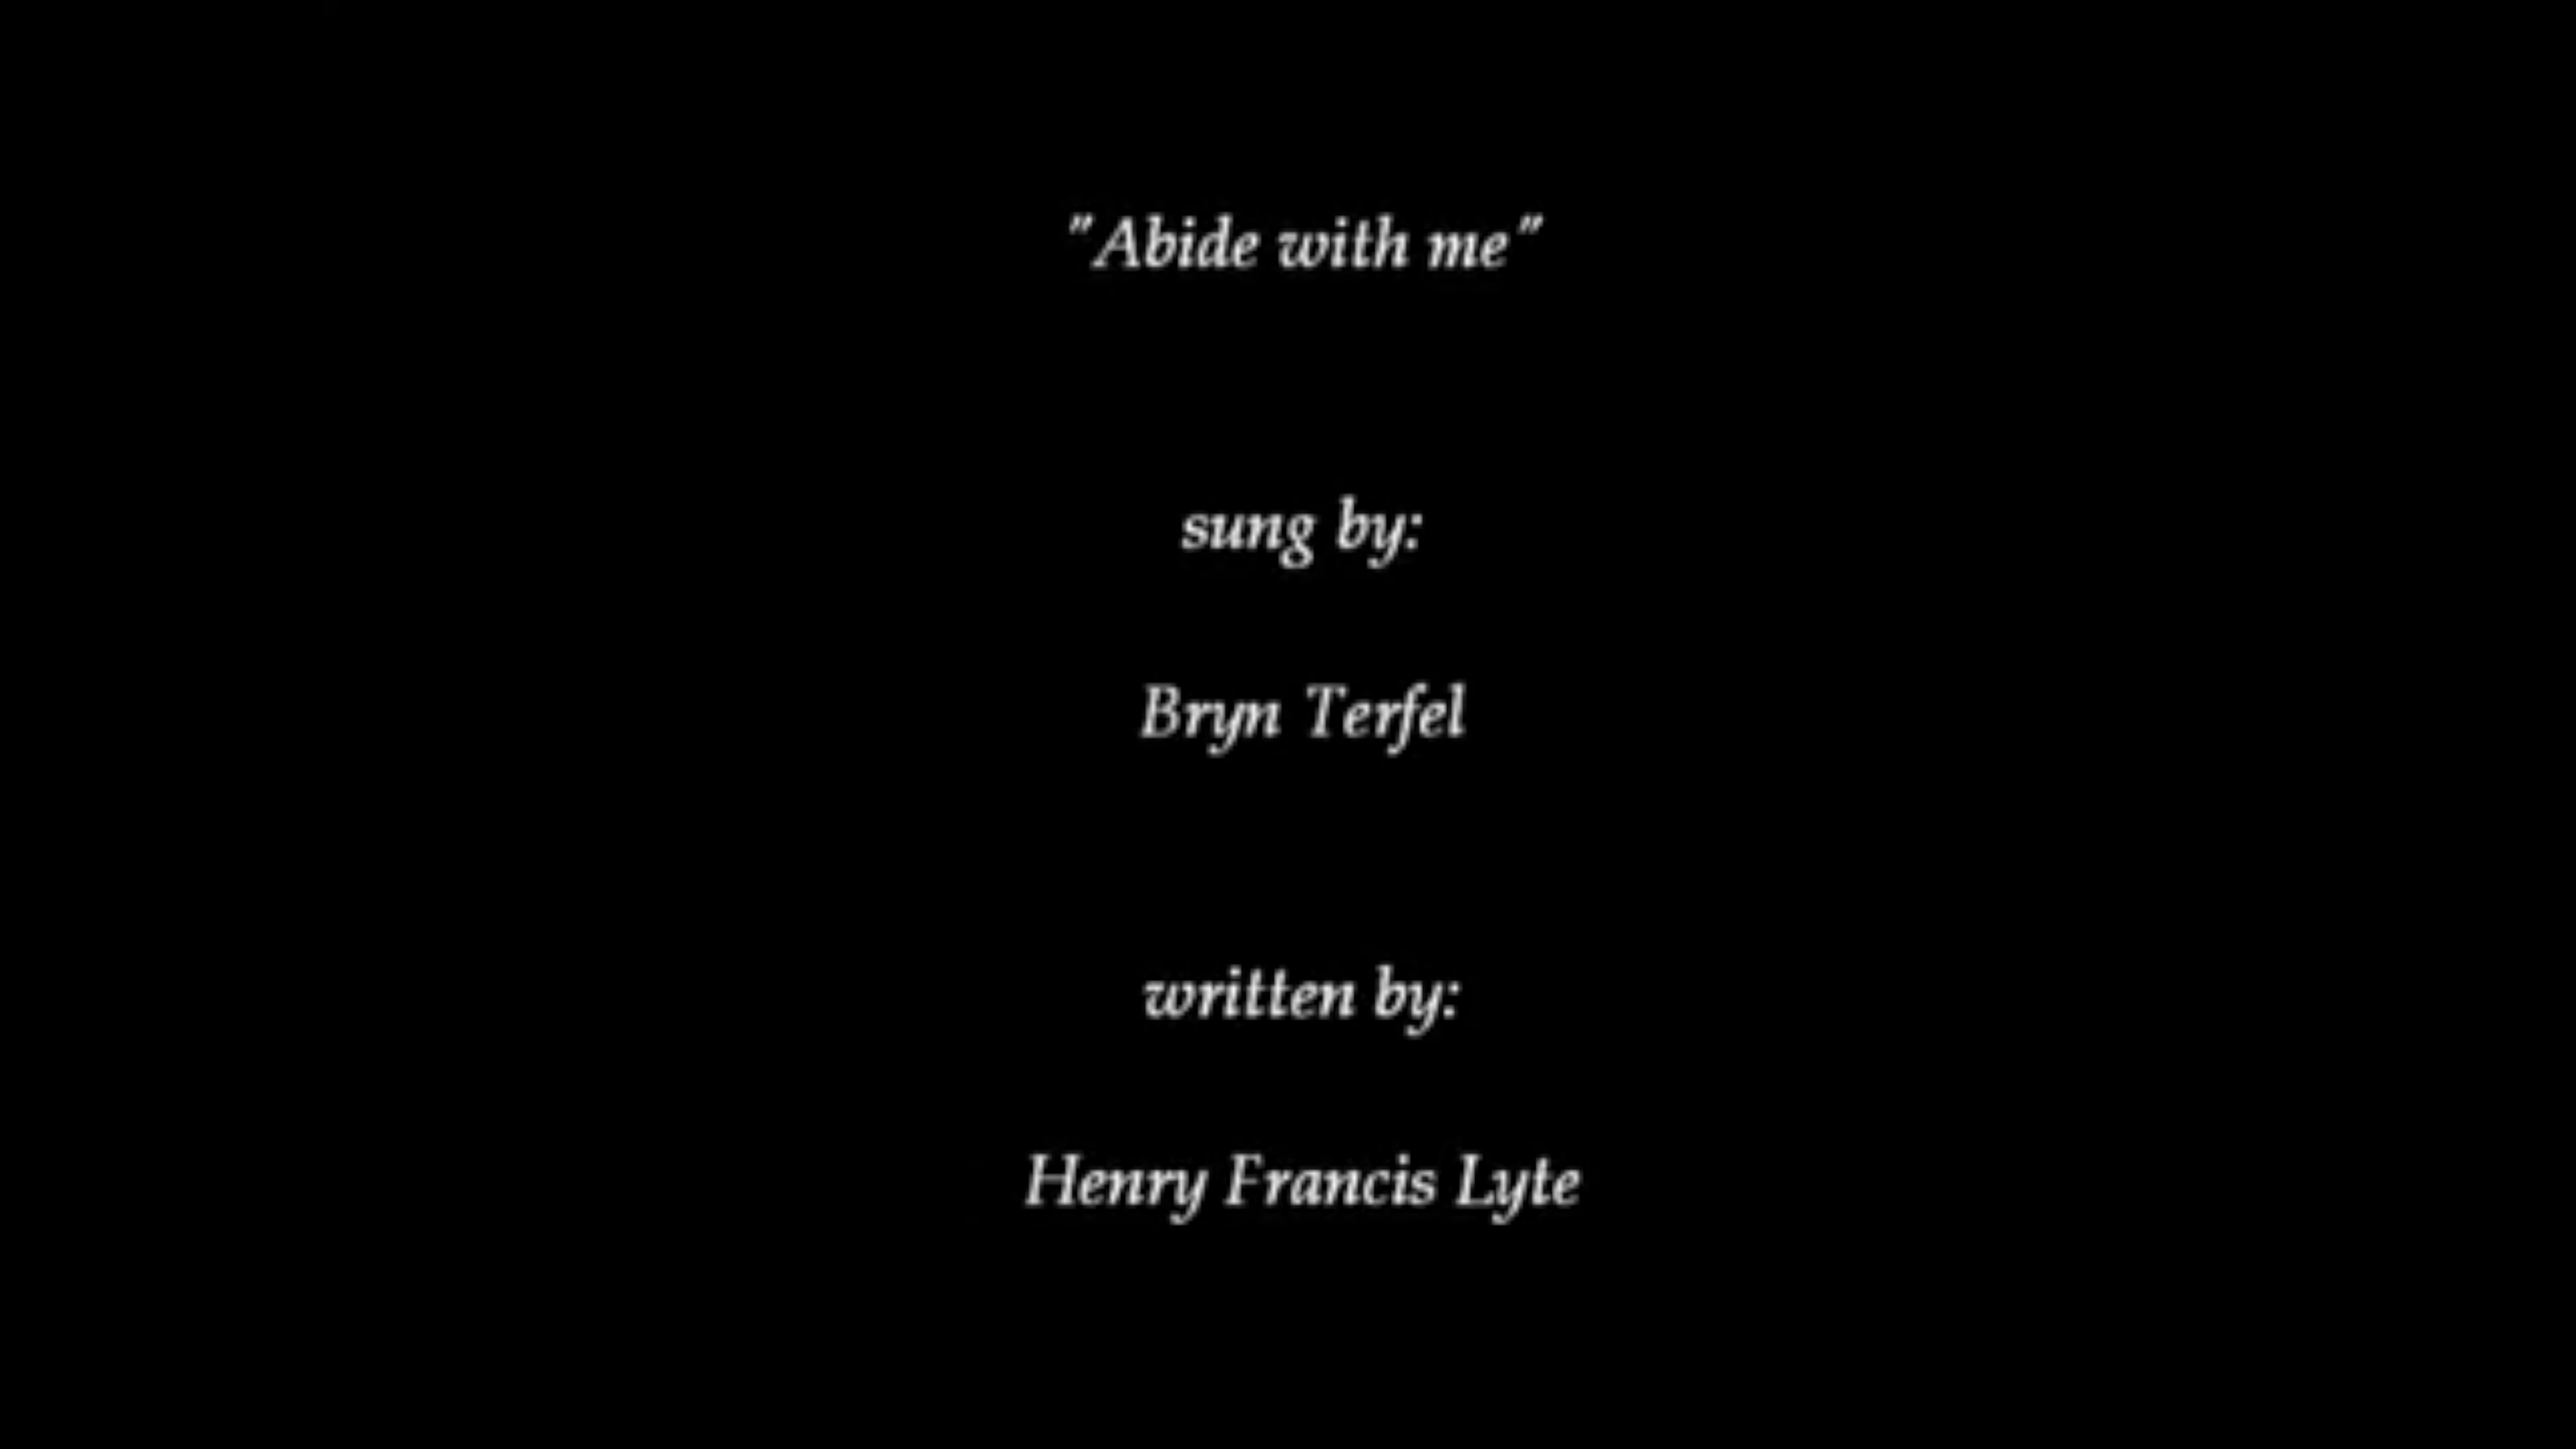 "Abide with me"
sung by:
Bryn Terfel
written by:
Henry Francis Lyte